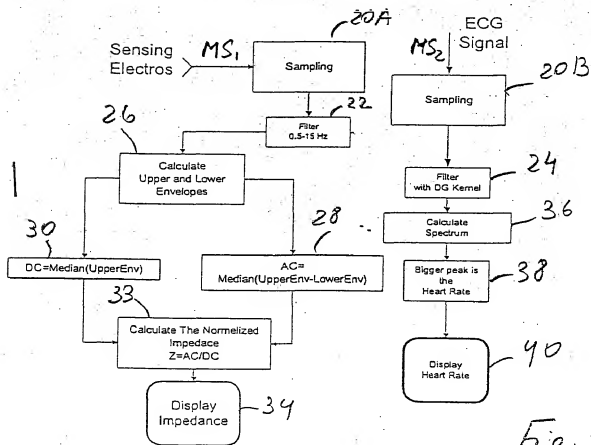 20A
Sensing
Electros
MS1
Sampling
22
Filter
0.5-15 Hz
26
Calculate
Upper and Lower
Envelopes
30
DC=Median(UpperEnv)
28
AC=
Median(UpperEnv-LowerEnv)
33
Calculate The Normelized
Impedace
Z=AC/DC
Display
Impedance
34
ECG
Signal
MS2
20B
Sampling
Filter
with DG Kernel
24
Calculate
Spectrum
36
Bigger peak is
the
Heart Rate
38
Display
Heart Rate
40
Fig.